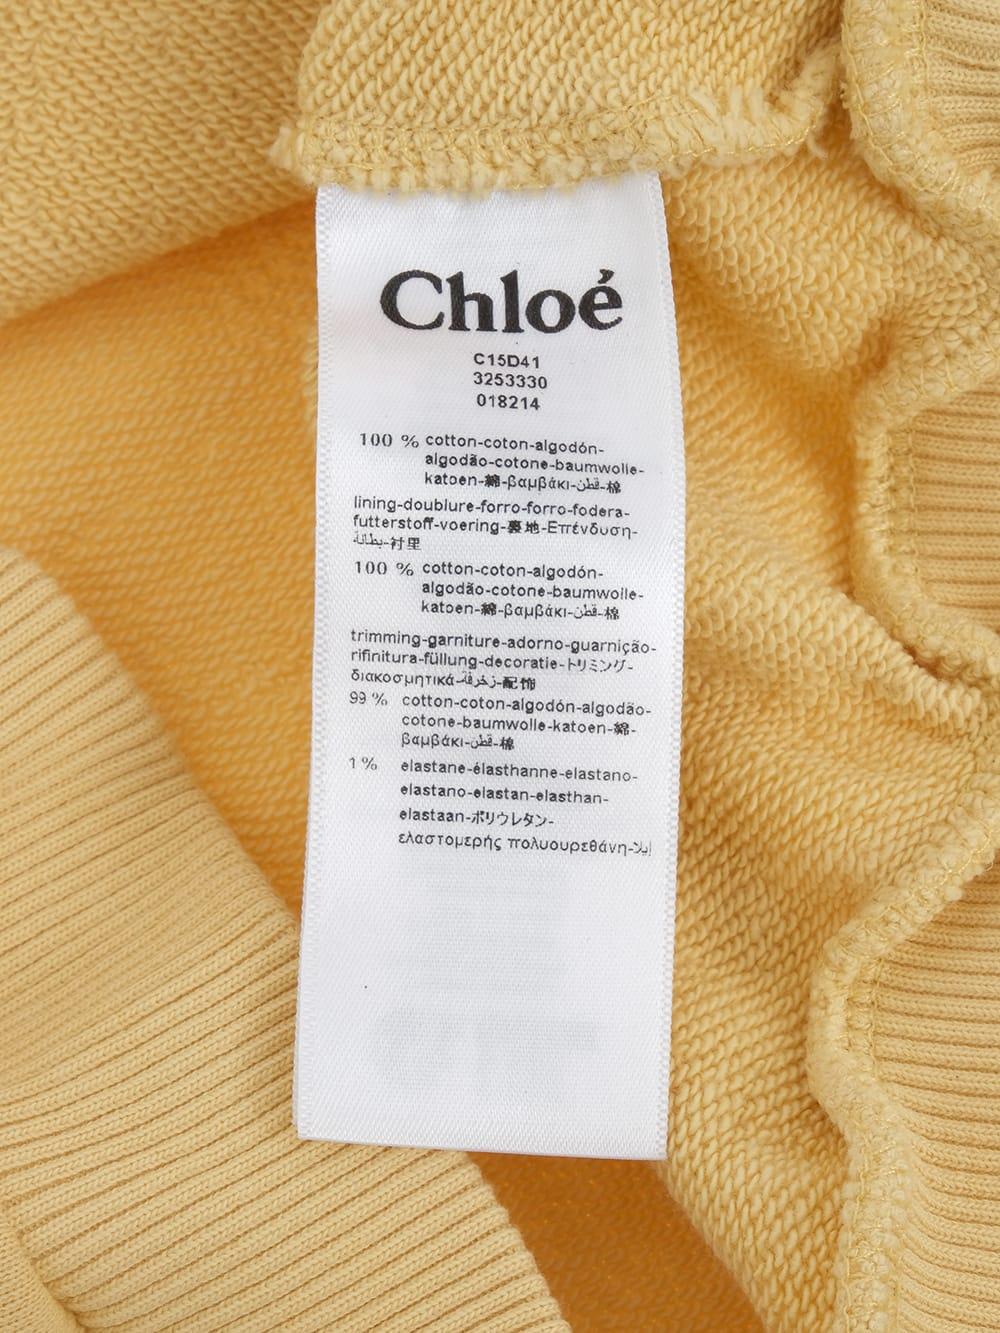 Chloé
C15D41
3253330
018214
100 % cotton-coton-algodón-
algodão-cotone-baumwolle-
katoen-綿-βαμβάκι-قطن-棉
lining-doublure-forro-forro-fodera-
futterstoff-voering-裏地-Επένδυση-
بطانة-衬里
100 % cotton-coton-algodón-
algodão-cotone-baumwolle-
katoen-綿-βαμβάκι-قطن-棉
trimming-garniture-adorno-guarnição-
rifinitura-füllung-decoratie-トリミング-
διακοσμητικά-زخرفة-配饰
99 % cotton-coton-algodón-algodão-
cotone-baumwolle-katoen-綿-
βαμβάκι-قطن-棉
1 % elastane-élasthanne-elastano-
elastano-elastan-elasthan-
elastaan-ポリウレタン-
ελαστομερής πολυουρεθάνη-